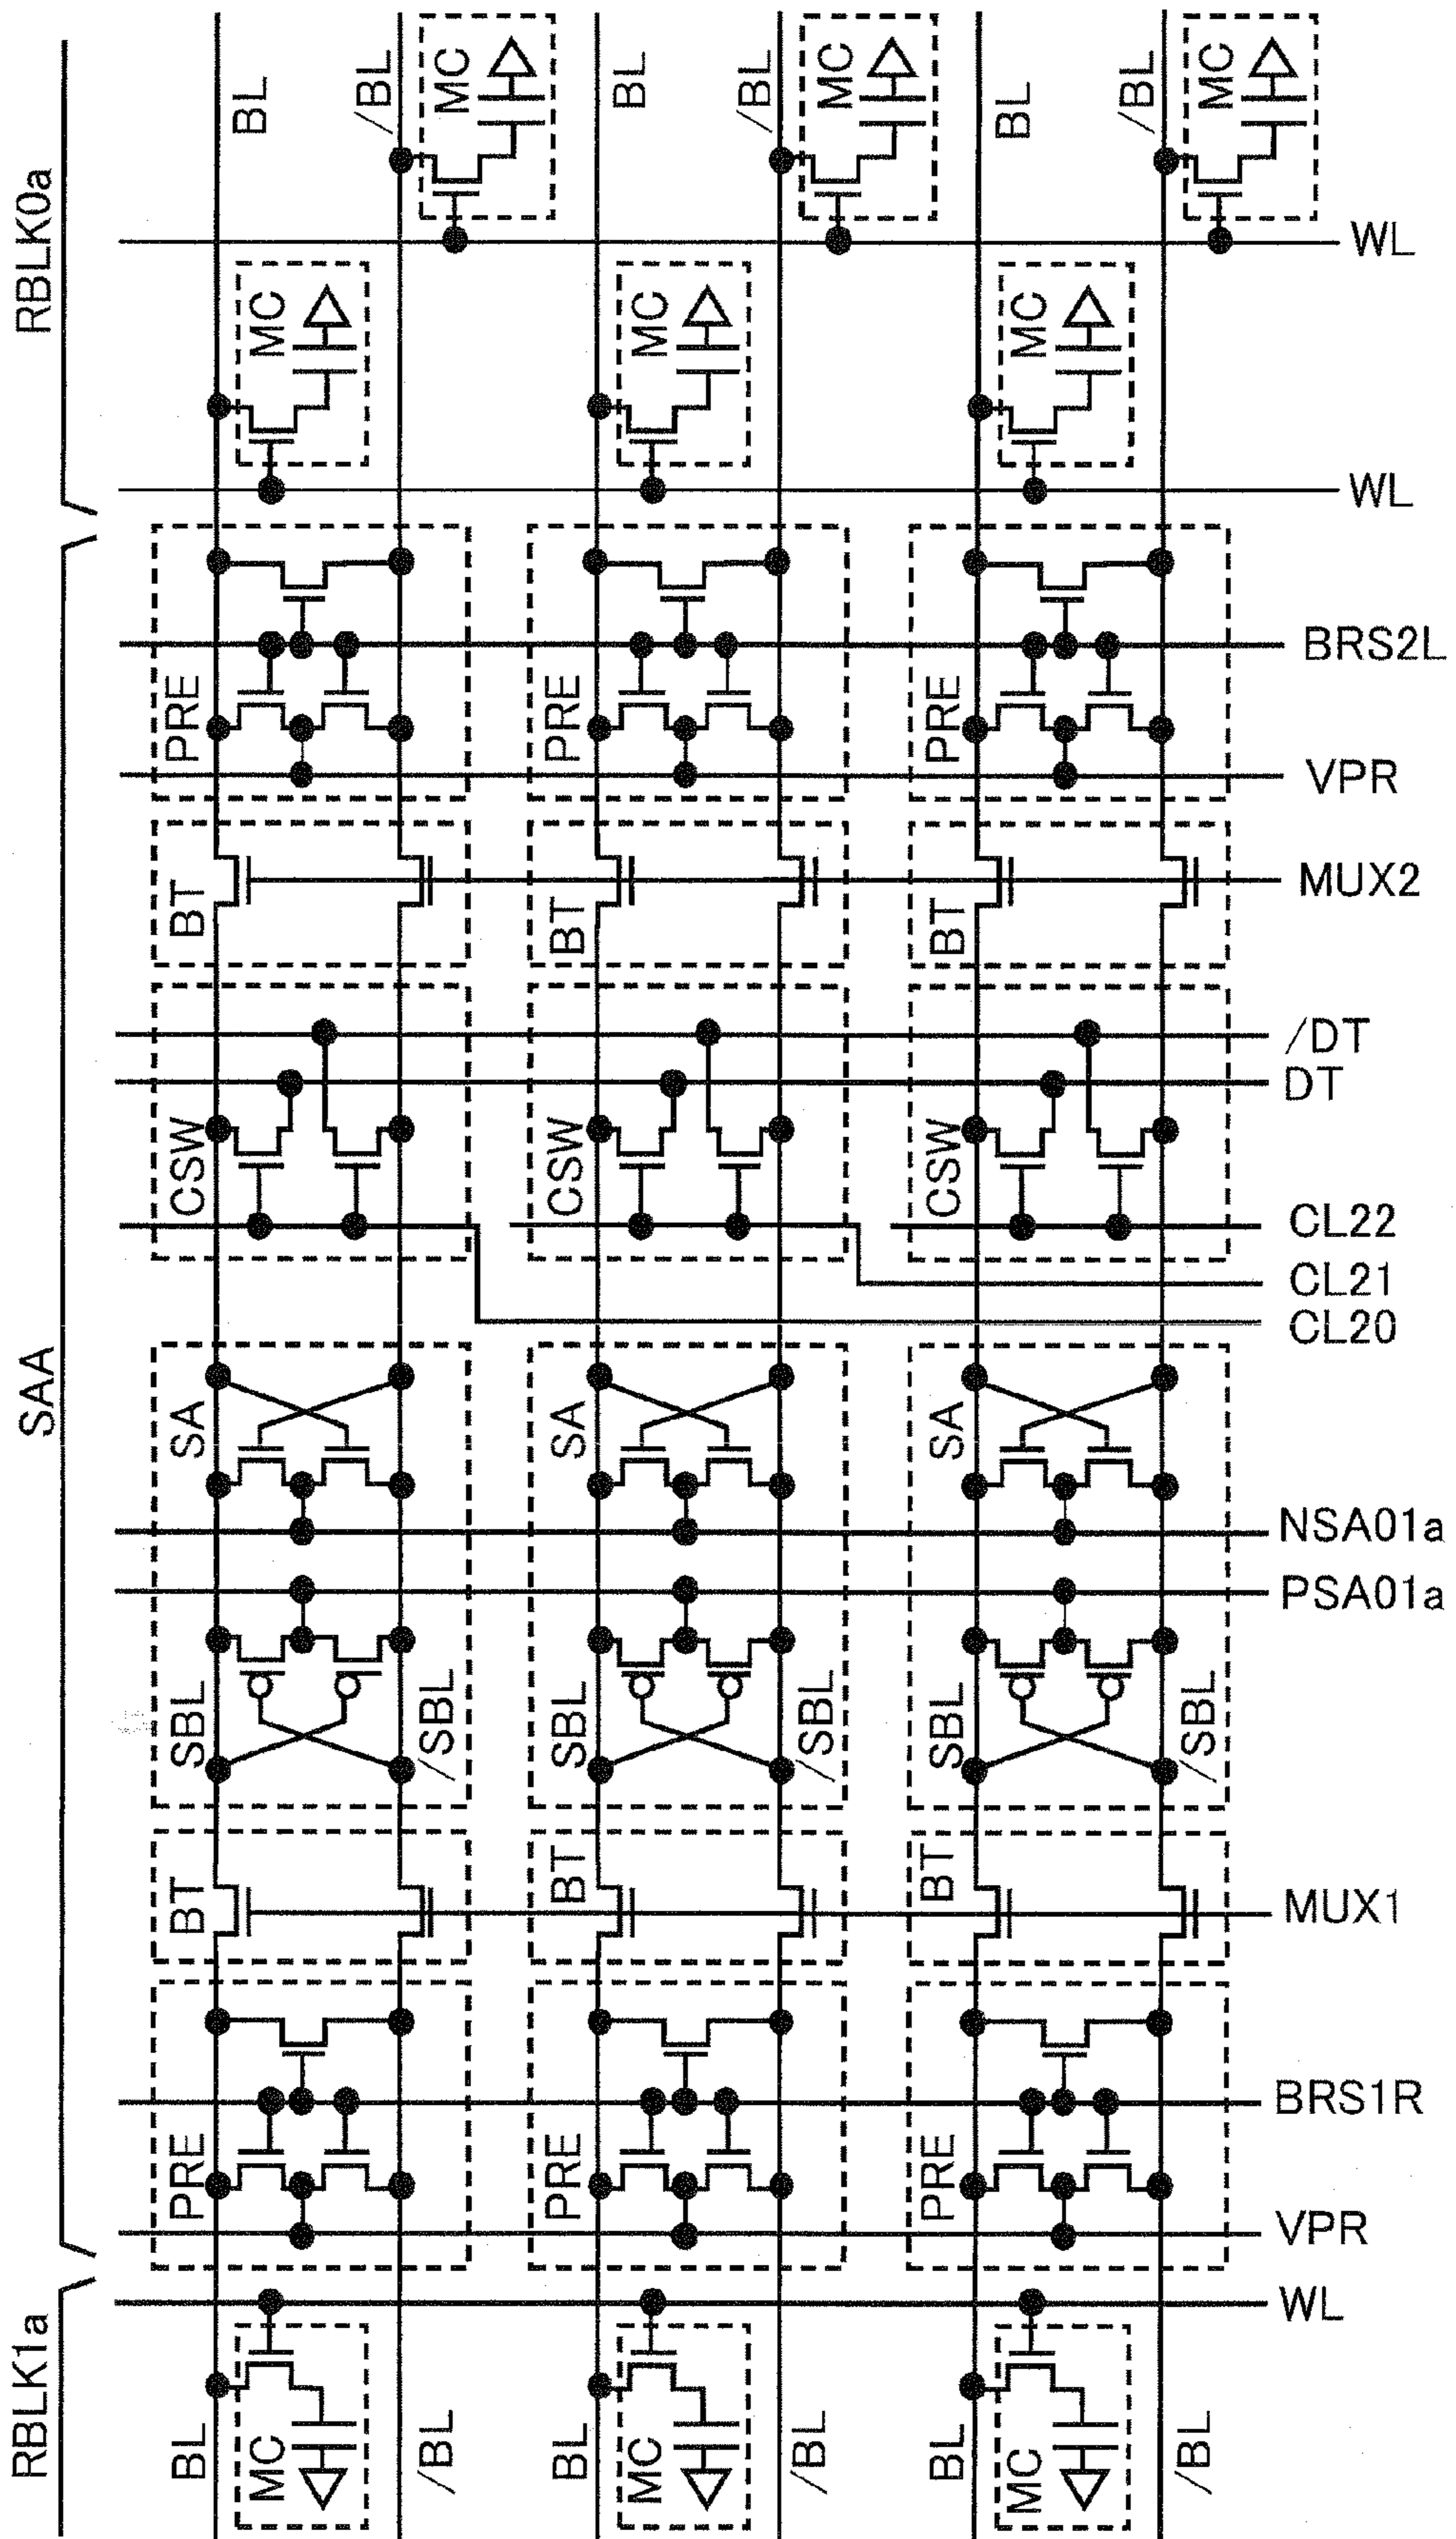 RBLK0a
BL
/BL
MC
BL
/BL
MC
BL
/BL
MC
WL
MC
MC
MC
WL
SAA
PRE
PRE
PRE
BRS2L
VPR
BT
BT
BT
MUX2
/DT
DT
CSW
CSW
CSW
CL22
CL21
CL20
SA
SA
SA
NSA01a
PSA01a
SBL
/SBL
SBL
/SBL
SBL
/SBL
BT
BT
BT
MUX1
PRE
PRE
PRE
BRS1R
VPR
RBLK1a
WL
BL
MC
/BL
BL
MC
/BL
BL
MC
/BL